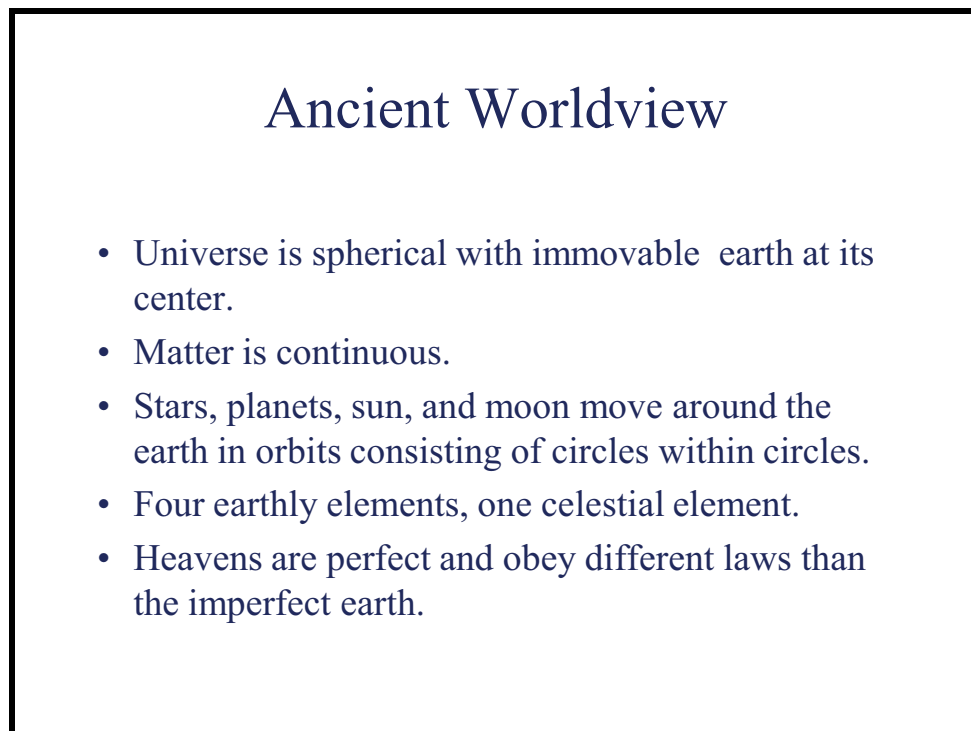 Ancient Worldview
• Universe is spherical with immovable  earth at its
center.
• Matter is continuous.
• Stars, planets, sun, and moon move around the
earth in orbits consisting of circles within circles.
• Four earthly elements, one celestial element.
• Heavens are perfect and obey different laws than
the imperfect earth.